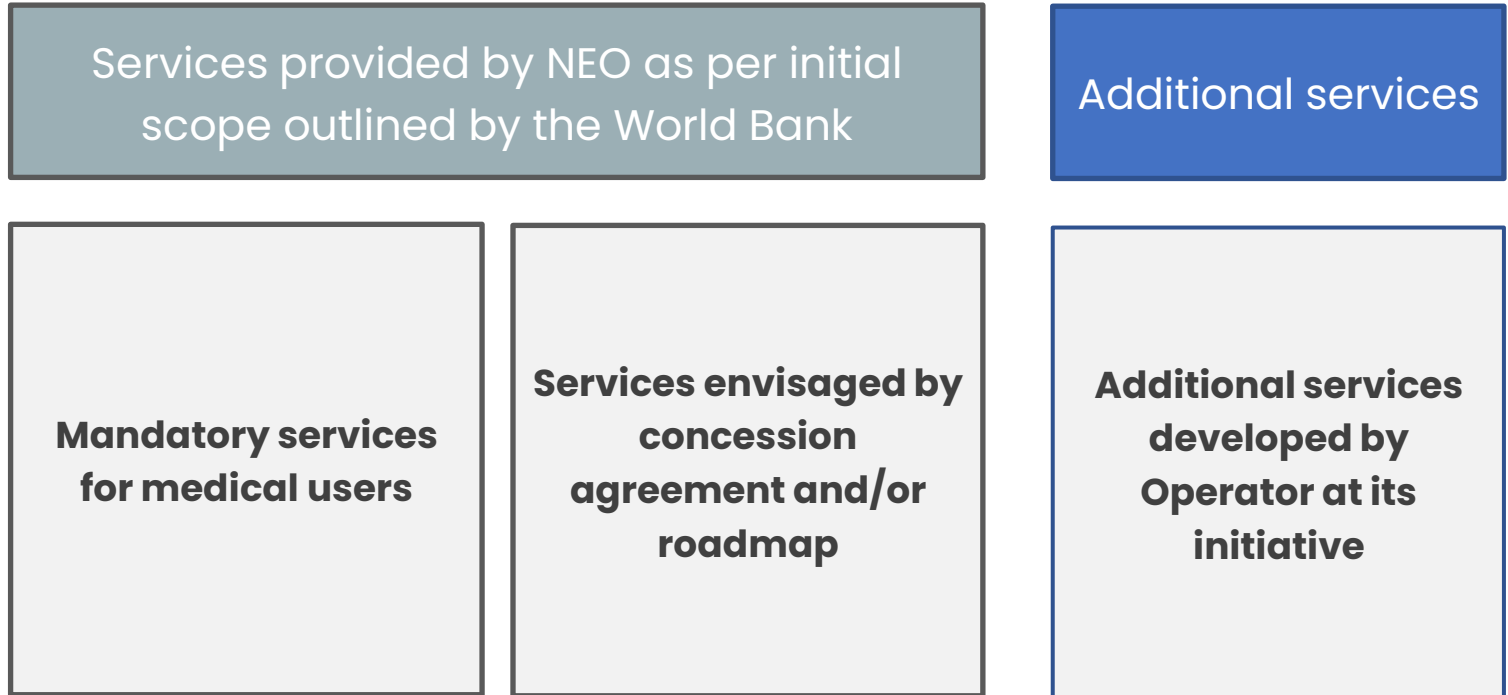 Services provided by NEO as per initial
scope outlined by the World Bank
Additional services
Mandatory services
for medical users
Services envisaged by
concession
agreement and/or
roadmap
Additional services
developed by
Operator at its
initiative